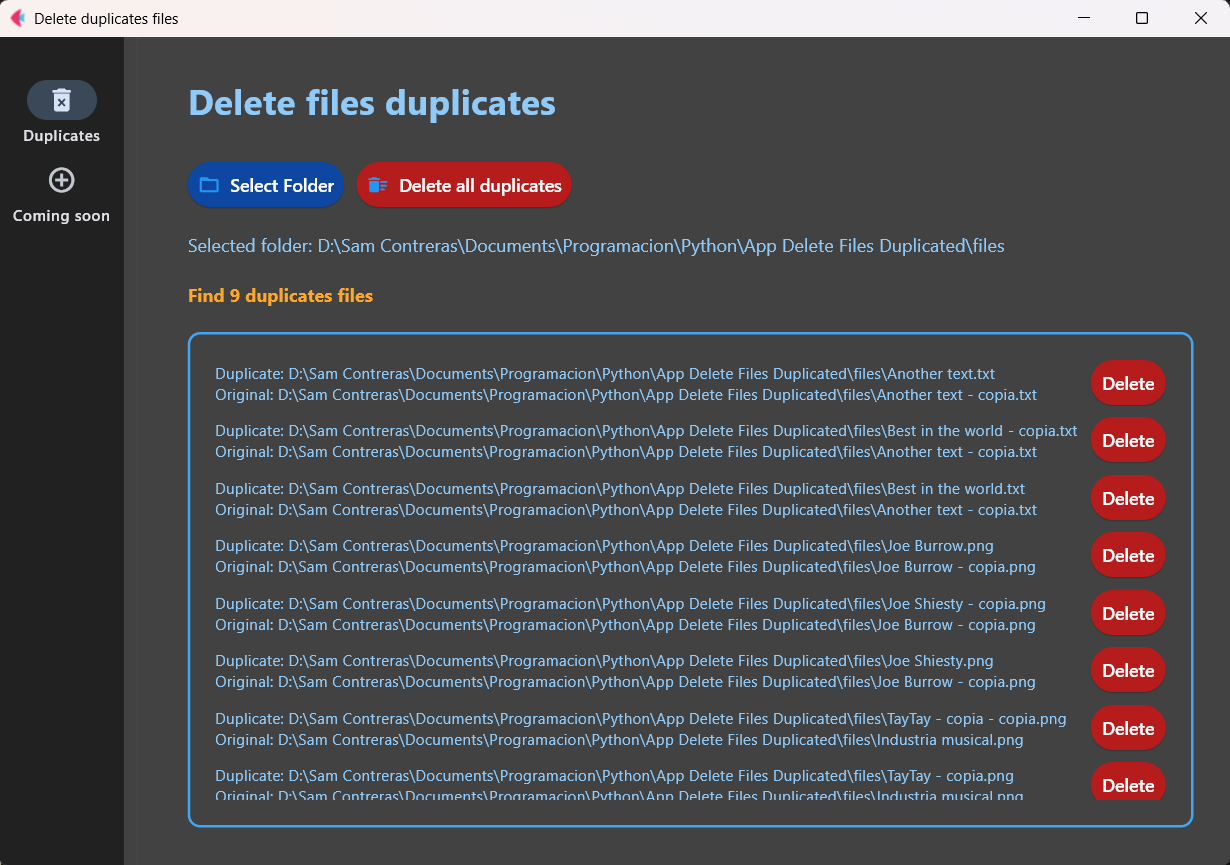 Delete duplicates files
Duplicates
Coming soon
Delete files duplicates
Select Folder
Delete all duplicates
Selected folder: D:\Sam Contreras\Documents\Programacion\Python\App Delete Files Duplicated\files
Find 9 duplicates files
Duplicate: D:\Sam Contreras\Documents\Programacion\Python\App Delete Files Duplicated\files\Another text.txt
Original: D:\Sam Contreras\Documents\Programacion\Python\App Delete Files Duplicated\files\Another text - copia.txt
Delete
Duplicate: D:\Sam Contreras\Documents\Programacion\Python\App Delete Files Duplicated\files\Best in the world - copia.txt
Original: D:\Sam Contreras\Documents\Programacion\Python\App Delete Files Duplicated\files\Another text - copia.txt
Delete
Duplicate: D:\Sam Contreras\Documents\Programacion\Python\App Delete Files Duplicated\files\Best in the world.txt
Original: D:\Sam Contreras\Documents\Programacion\Python\App Delete Files Duplicated\files\Another text - copia.txt
Delete
Duplicate: D:\Sam Contreras\Documents\Programacion\Python\App Delete Files Duplicated\files\Joe Burrow.png
Original: D:\Sam Contreras\Documents\Programacion\Python\App Delete Files Duplicated\files\Joe Burrow - copia.png
Delete
Duplicate: D:\Sam Contreras\Documents\Programacion\Python\App Delete Files Duplicated\files\Joe Shiesty - copia.png
Original: D:\Sam Contreras\Documents\Programacion\Python\App Delete Files Duplicated\files\Joe Burrow - copia.png
Delete
Duplicate: D:\Sam Contreras\Documents\Programacion\Python\App Delete Files Duplicated\files\Joe Shiesty.png
Original: D:\Sam Contreras\Documents\Programacion\Python\App Delete Files Duplicated\files\Joe Burrow - copia.png
Delete
Duplicate: D:\Sam Contreras\Documents\Programacion\Python\App Delete Files Duplicated\files\TayTay - copia - copia.png
Original: D:\Sam Contreras\Documents\Programacion\Python\App Delete Files Duplicated\files\Industria musical.png
Delete
Duplicate: D:\Sam Contreras\Documents\Programacion\Python\App Delete Files Duplicated\files\TayTay - copia.png
Original: D:\Sam Contreras\Documents\Programacion\Python\App Delete Files Duplicated\files\Industria musical.png
Delete